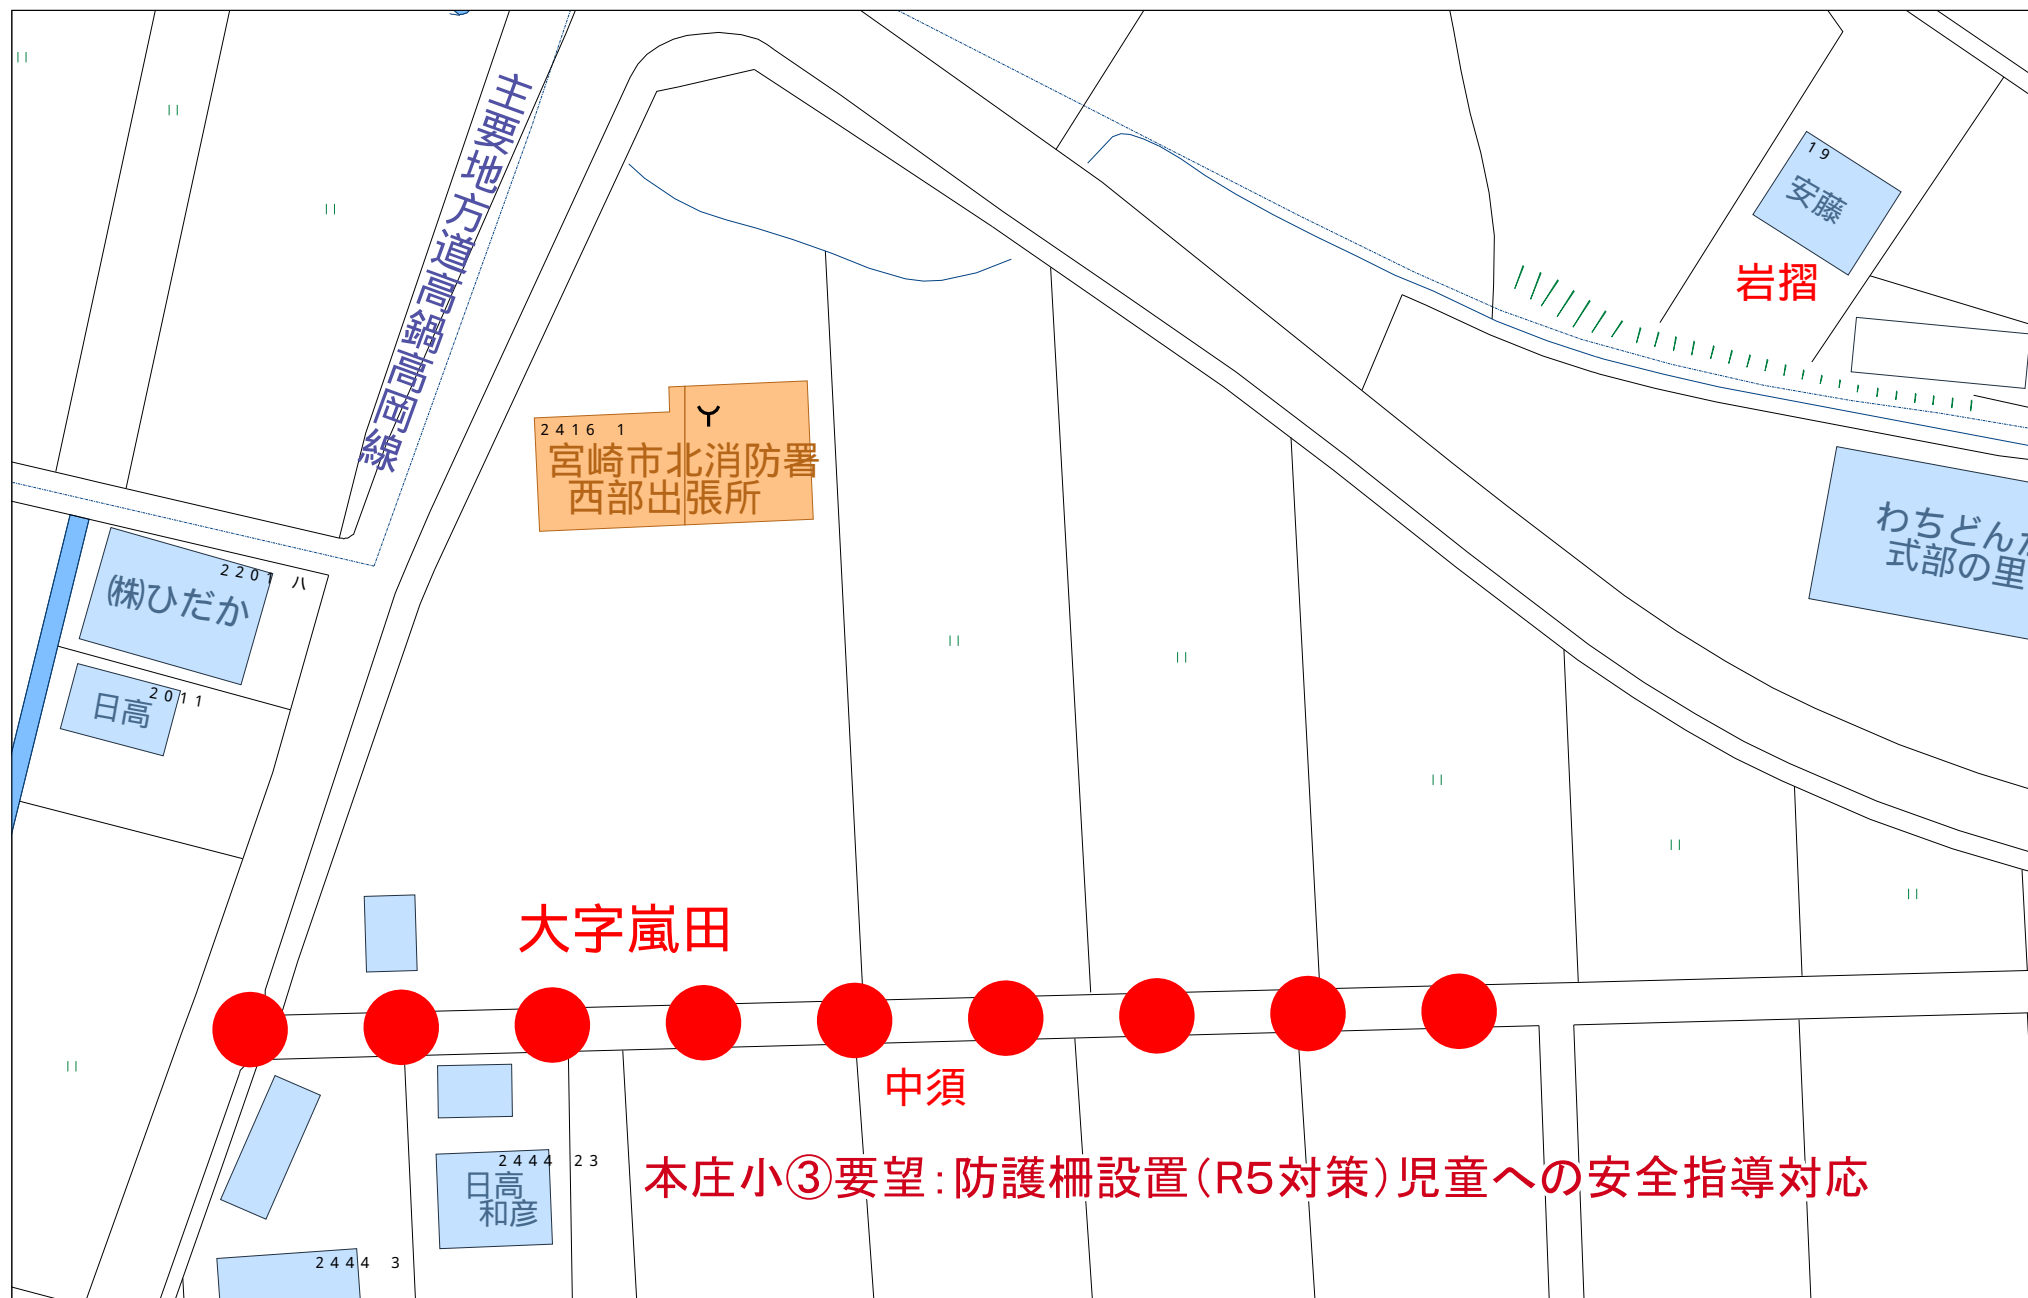 主要地方道高鍋高岡線
19
安藤
岩摺
2416 1
宮崎市北消防署
西部出張所
わちどんが
式部の里
2201 ハ
㈱ひだか
2011
日高
大字嵐田
中須
2444 23
日高
和彦
本庄小③要望:防護柵設置(R5対策)児童への安全指導対応
2444 3